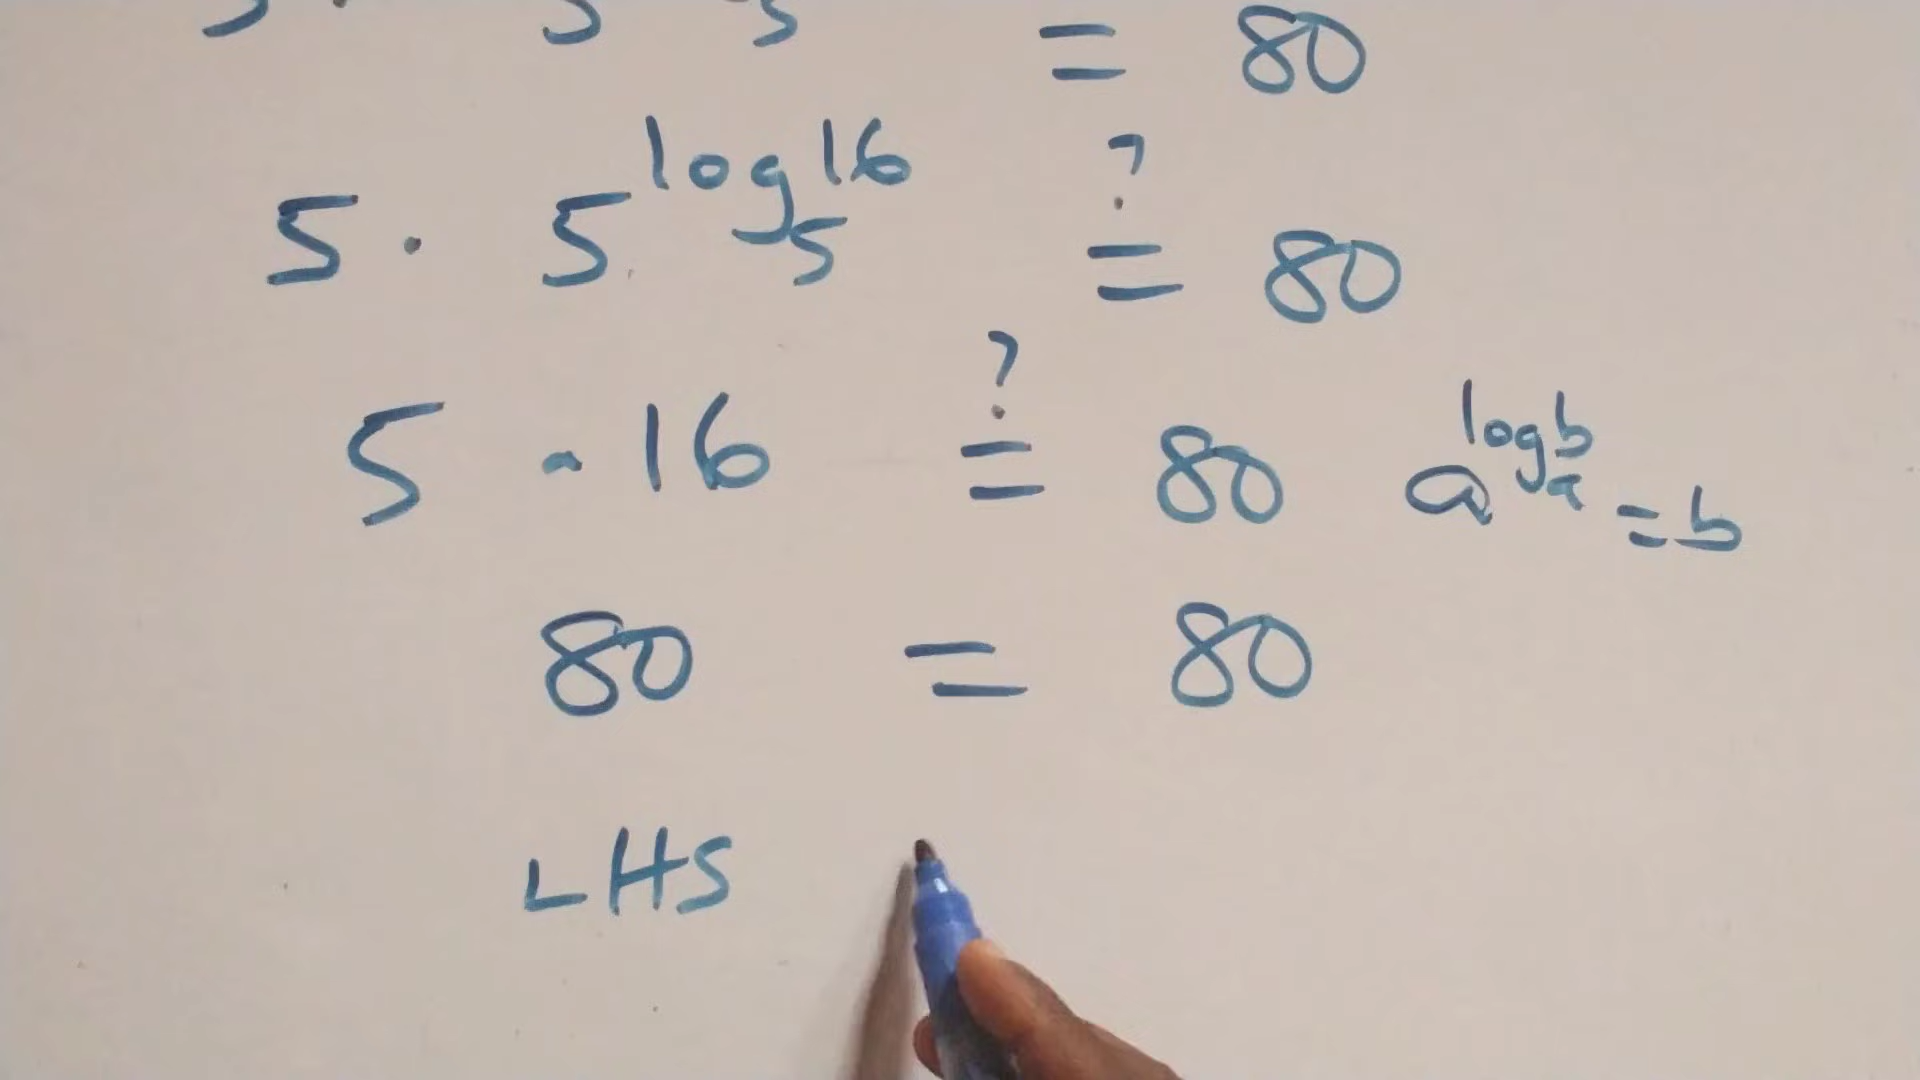 = 80
5 · 5^log_5 16 ?= 80
5 · 16 ?= 80 a^log_a b = b
80 = 80
LHS